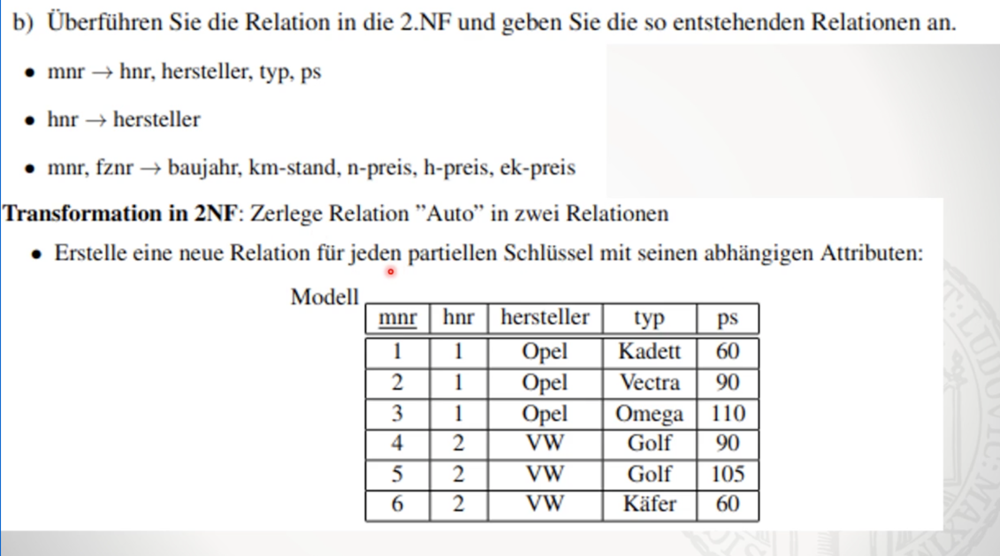 b) Überführen Sie die Relation in die 2.NF und geben Sie die so entstehenden Relationen an.
• mnr → hnr, hersteller, typ, ps
• hnr → hersteller
• mnr, fznr → baujahr, km-stand, n-preis, h-preis, ek-preis
Transformation in 2NF: Zerlege Relation ”Auto” in zwei Relationen
• Erstelle eine neue Relation für jeden partiellen Schlüssel mit seinen abhängigen Attributen:
Modell
mnr hnr hersteller typ ps
1 1 Opel Kadett 60
2 1 Opel Vectra 90
3 1 Opel Omega 110
4 2 VW Golf 90
5 2 VW Golf 105
6 2 VW Käfer 60